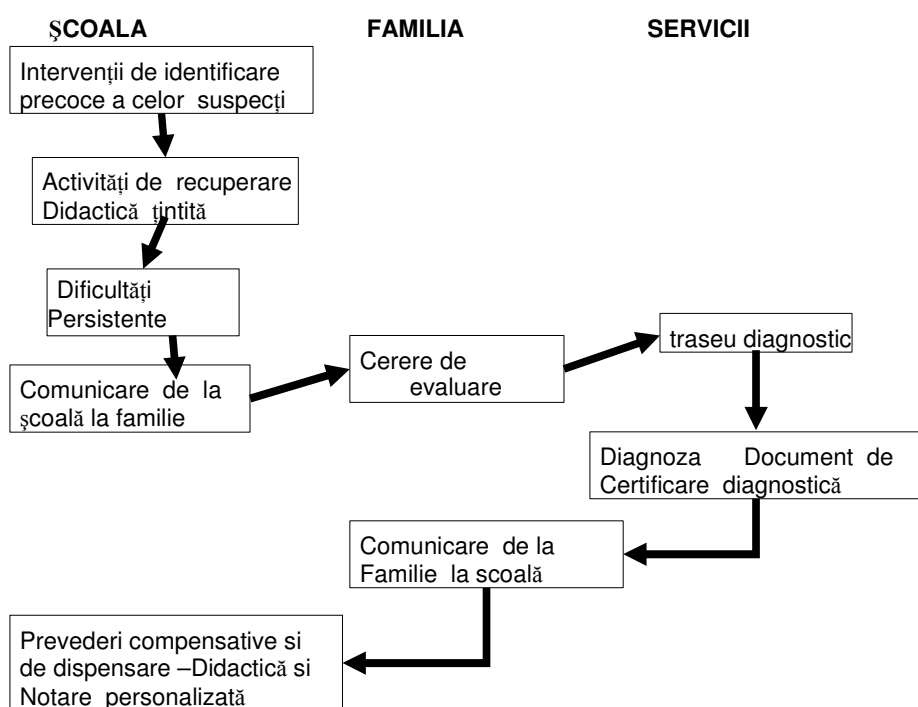 ŞCOALA FAMILIA SERVICII
Intervenţii de identificare
precoce a celor suspecţi
Activităţi de recuperare
Didactică ţintită
Dificultăţi
Persistente
Comunicare de la
şcoală la familie
Cerere de
evaluare
traseu diagnostic
Diagnoza Document de
Certificare diagnostică
Comunicare de la
Familie la scoală
Prevederi compensative si
de dispensare –Didactică si
Notare personalizată